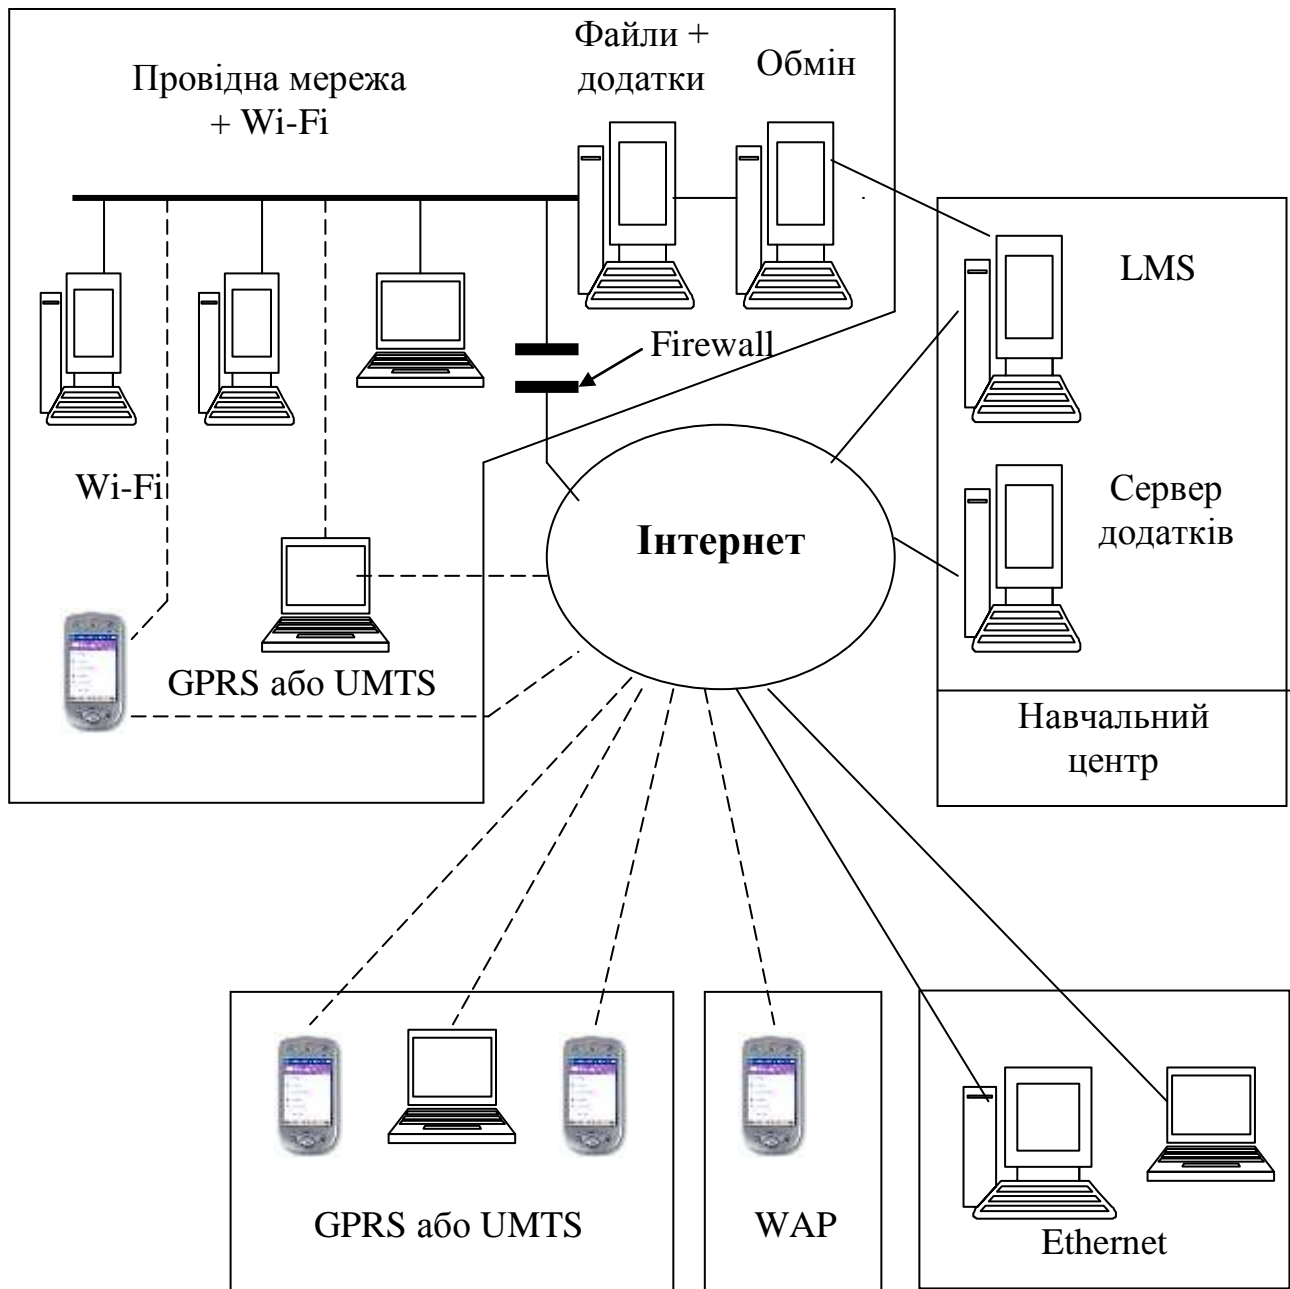 Провідна мережа
+ Wi-Fi
Файли +
додатки
Обмін
LMS
Firewall
Wi-Fi
Сервер
додатків
Інтернет
GPRS або UMTS
Навчальний
центр
GPRS або UMTS
WAP
Ethernet